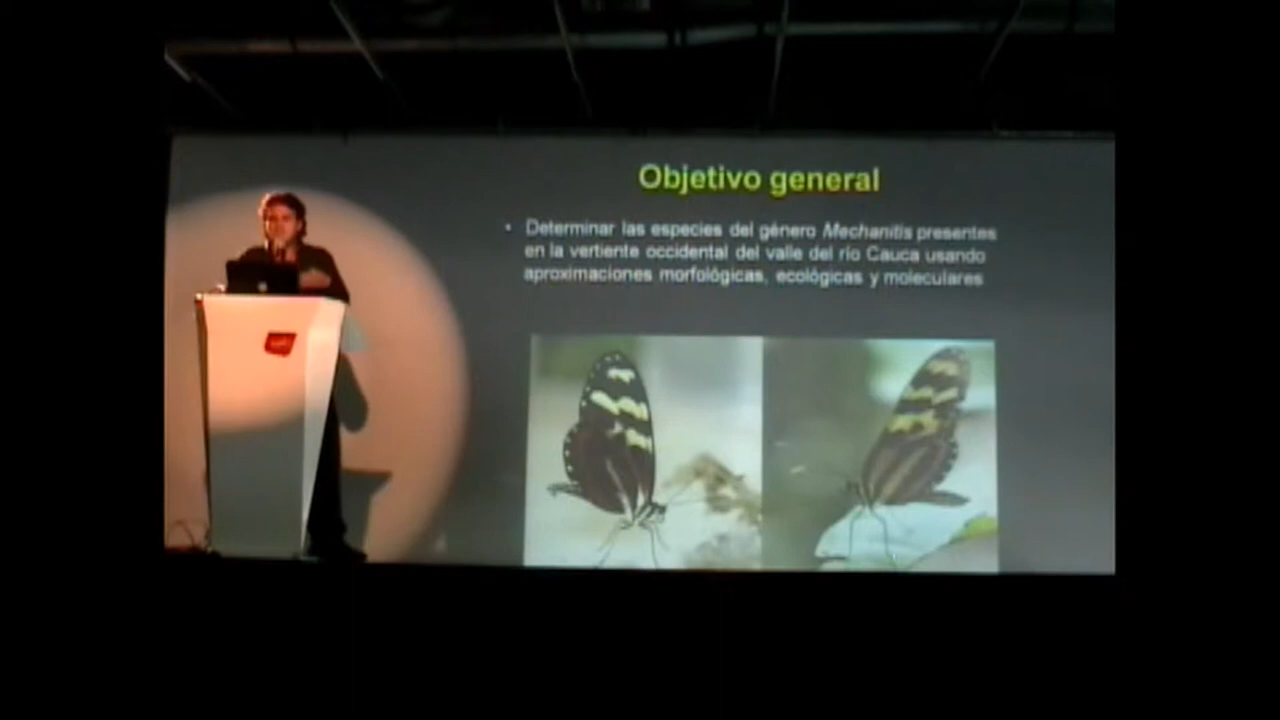 Objetivo general
• Determinar las especies del género Mechanitis presentes
en la vertiente occidental del valle del río Cauca usando
aproximaciones morfológicas, ecológicas y moleculares